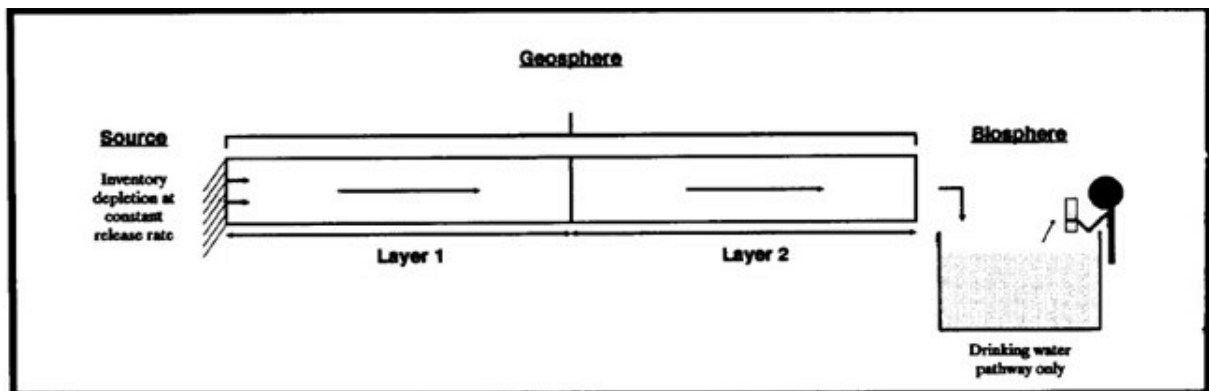 Geosphere
Source
Biosphere
Inventory
depletion at
constant
release rate
Layer 1
Layer 2
Drinking water
pathway only